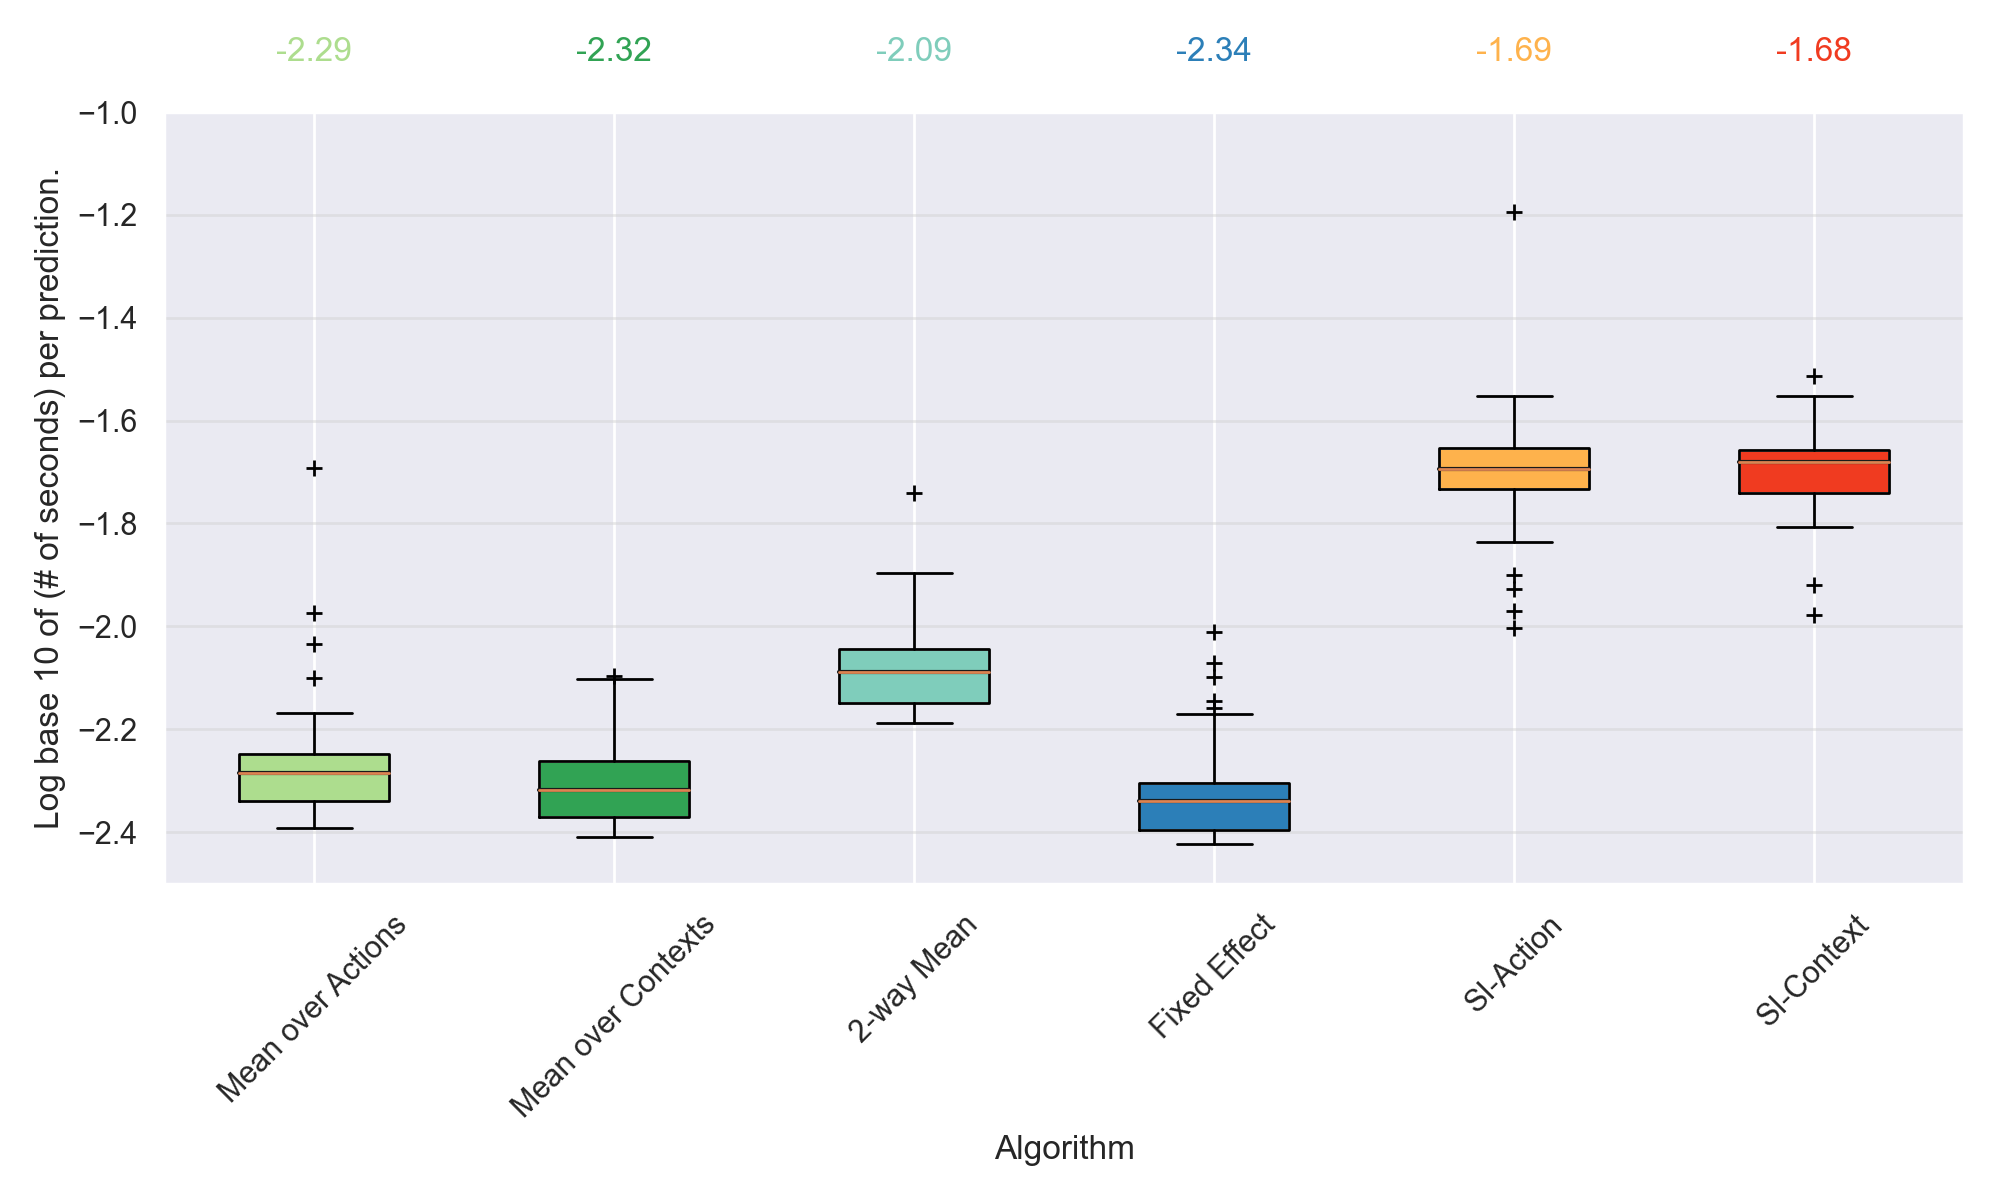 -2.29 -2.32 -2.09 -2.34 -1.69 -1.68
−1.0
−1.2
−1.4
−1.6
−1.8
−2.0
−2.2
−2.4
Log base 10 of (# of seconds) per prediction.
Mean over Actions
Mean over Contexts
2-way Mean
Fixed Effect
SI-Action
SI-Context
Algorithm